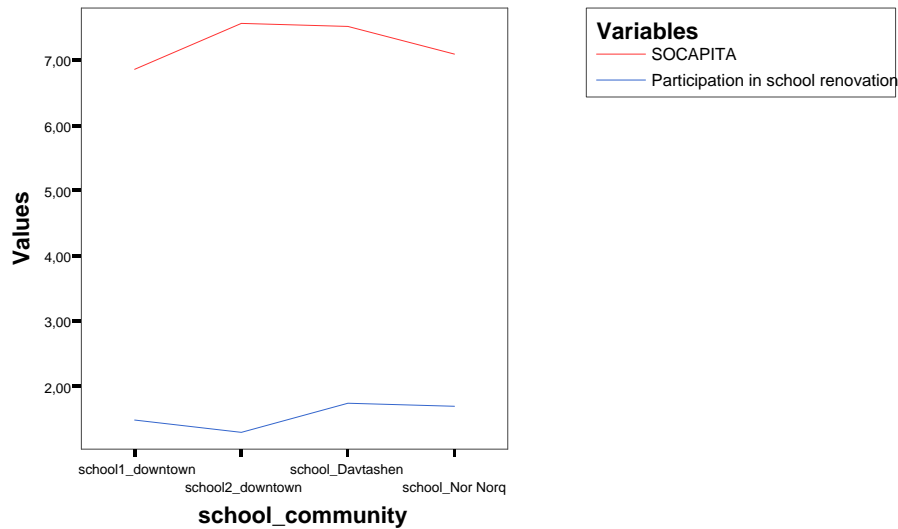 Variables
SOCAPITA
Participation in school renovation
Values
7,00
6,00
5,00
4,00
3,00
2,00
school1_downtown
school2_downtown
school_Davtashen
school_Nor Norq
school_community